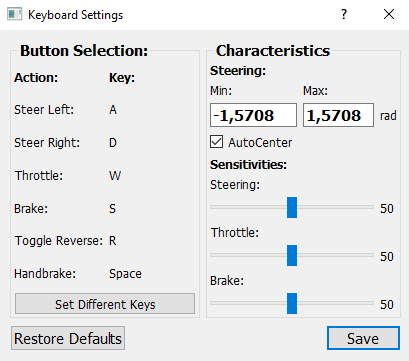 Keyboard Settings
Button Selection:
Action: Key:
Steer Left: A
Steer Right: D
Throttle: W
Brake: S
Toggle Reverse: R
Handbrake: Space
Set Different Keys
Characteristics
Steering:
Min: Max:
-1,5708 1,5708 rad
AutoCenter
Sensitivities:
Steering:
50
Throttle:
50
Brake:
50
Restore Defaults
Save